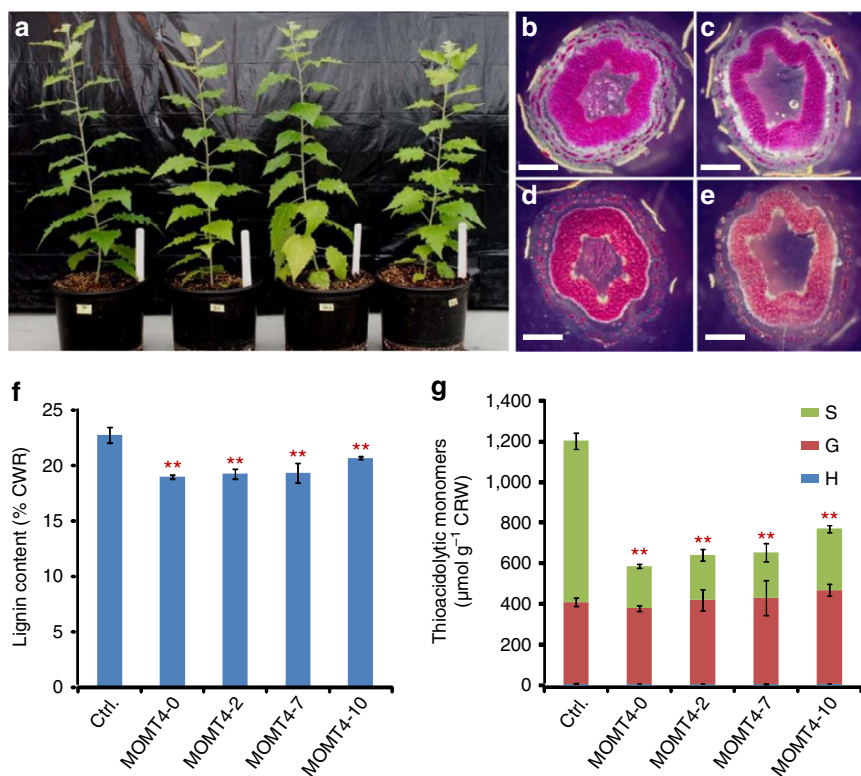 a
b
c
d
e
f
25
20
15
10
5
0
Lignin content (% CWR)
**
**
**
**
Ctrl.
MOMT4-0
MOMT4-2
MOMT4-7
MOMT4-10
g
1,400
1,200
1,000
800
600
400
200
0
Thioacidolytic monomers
(µmol g⁻¹ CRW)
S
G
H
**
**
**
**
Ctrl.
MOMT4-0
MOMT4-2
MOMT4-7
MOMT4-10